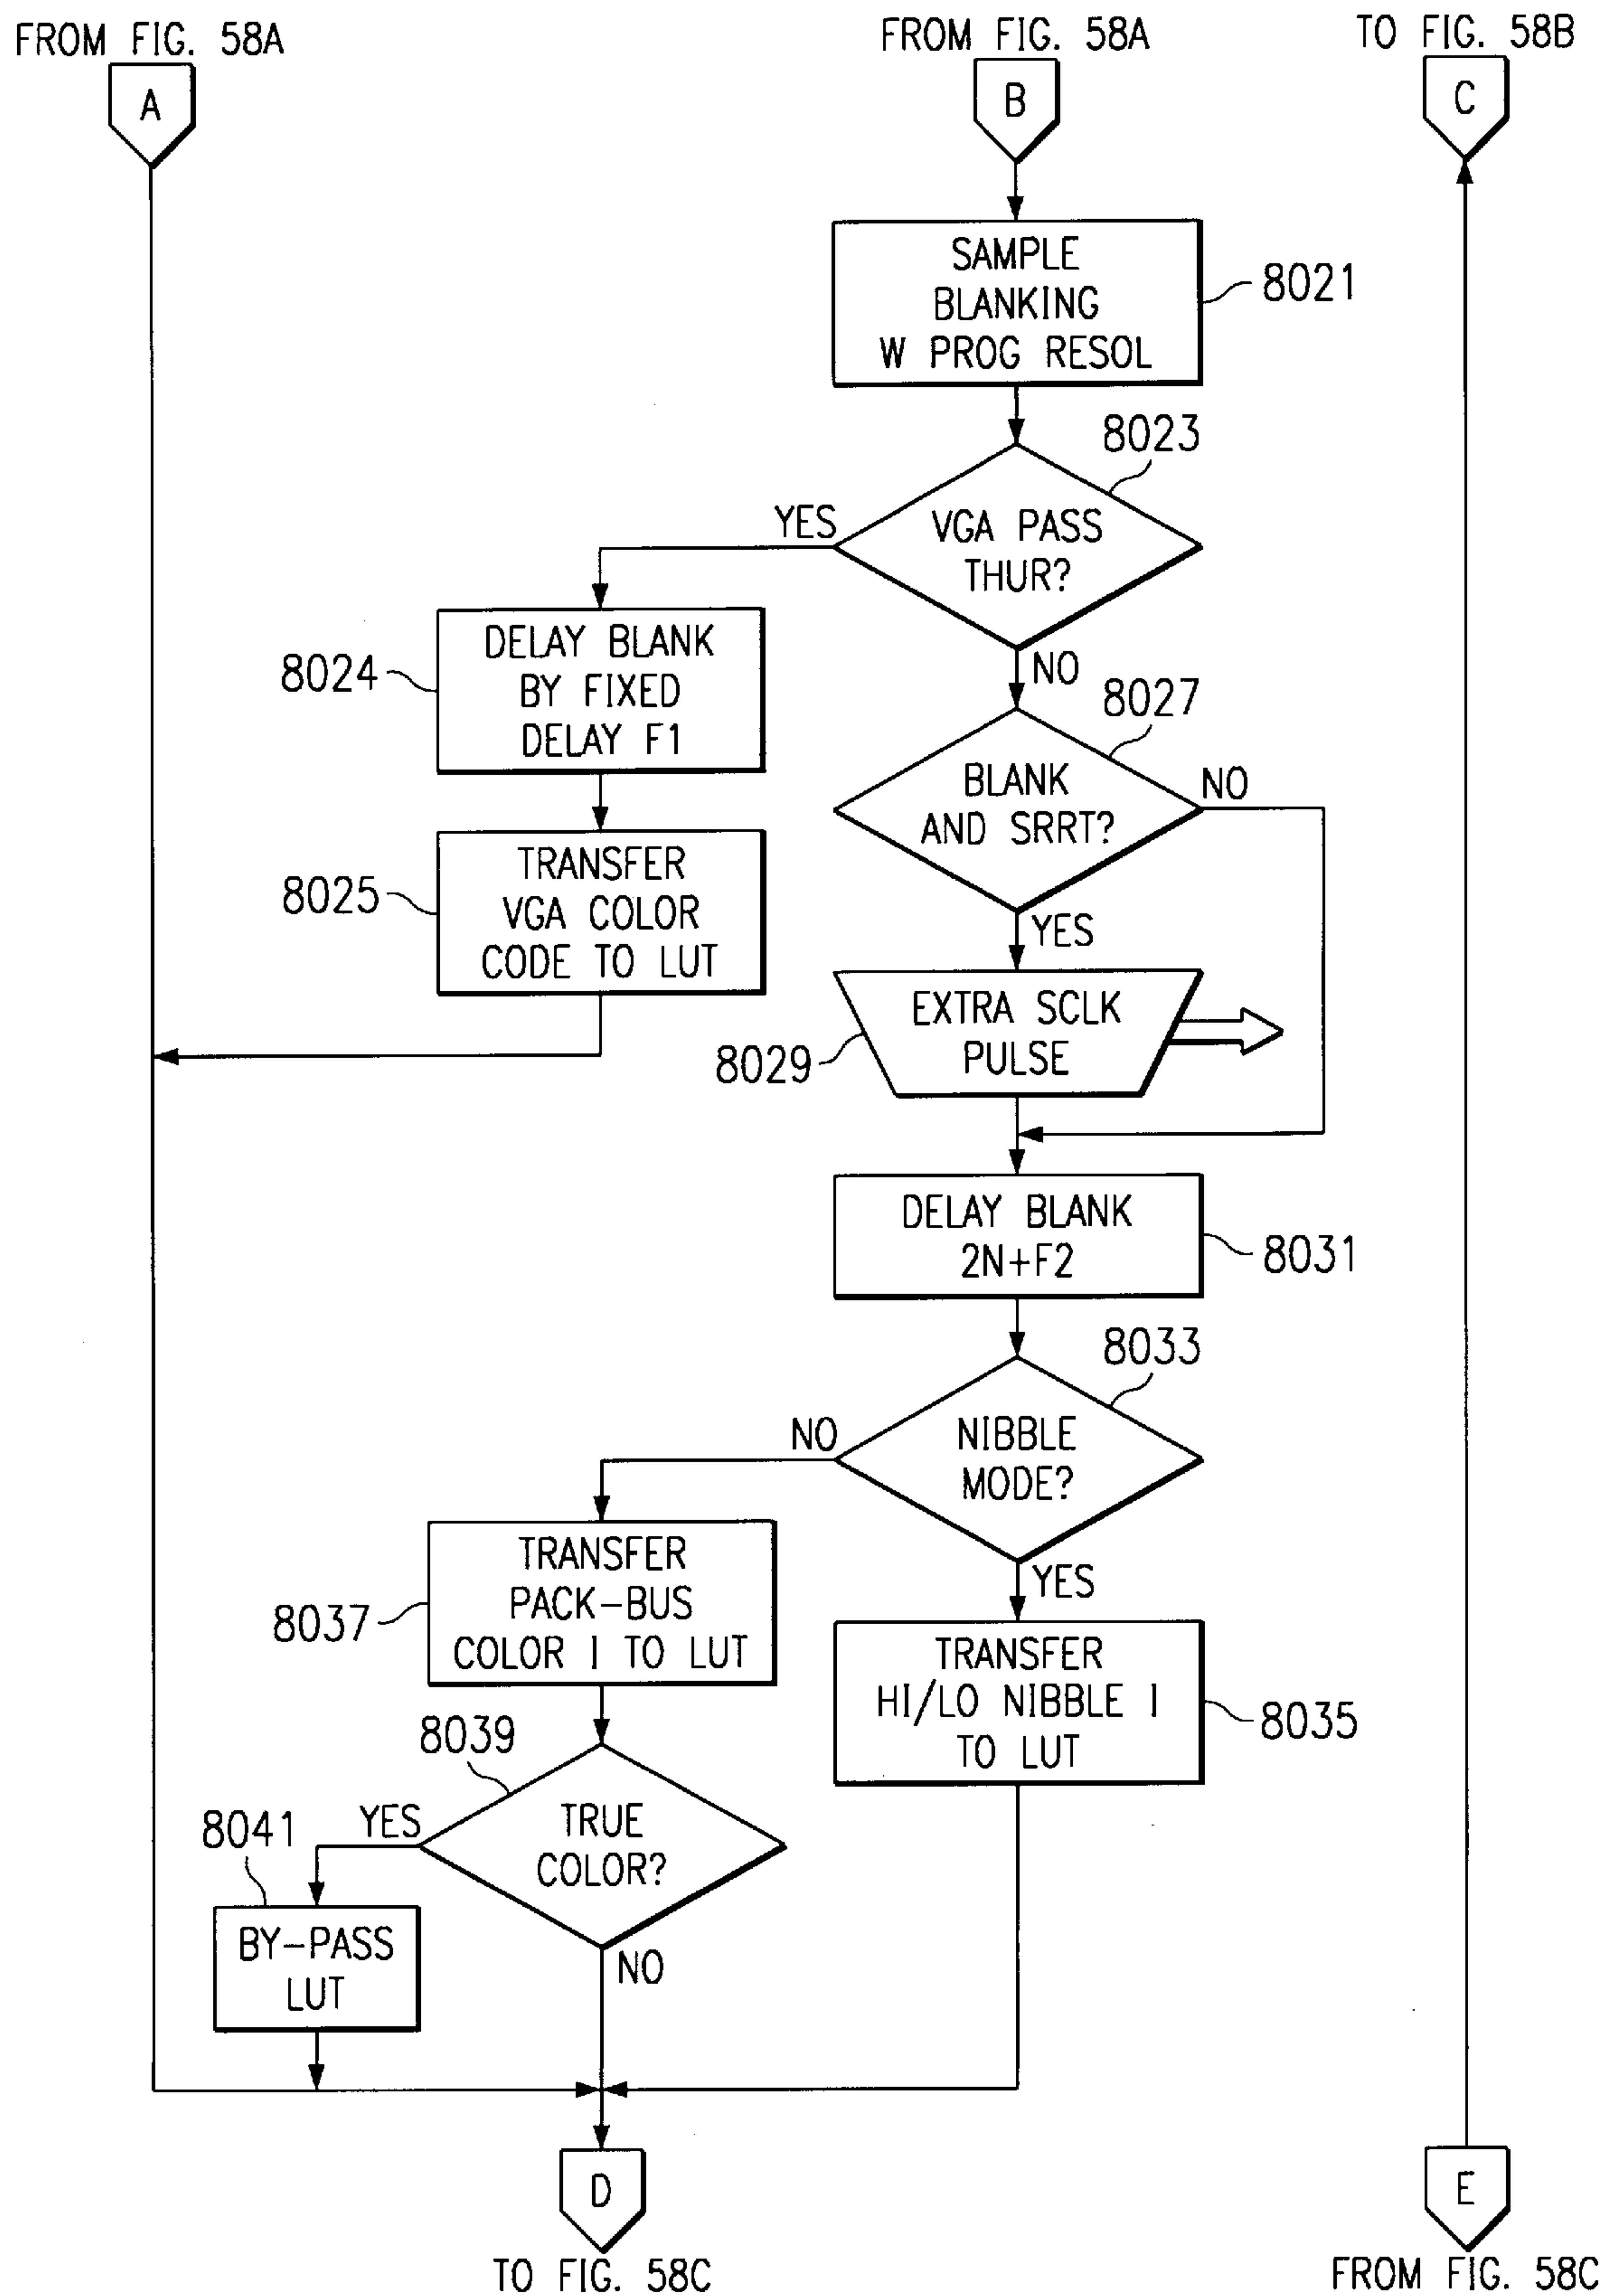 FROM FIG. 58A
FROM FIG. 58A
TO FIG. 58B
A
B
C
SAMPLE
BLANKING
W PROG RESOL
8021
8023
VGA PASS
THUR?
YES
NO
8024
DELAY BLANK
BY FIXED
DELAY F1
8027
BLANK
AND SRRT?
NO
YES
8025
TRANSFER
VGA COLOR
CODE TO LUT
EXTRA SCLK
PULSE
8029
DELAY BLANK
2N+F2
8031
8033
NIBBLE
MODE?
NO
YES
8037
TRANSFER
PACK-BUS
COLOR I TO LUT
TRANSFER
HI/LO NIBBLE I
TO LUT
8035
8039
TRUE
COLOR?
YES
NO
8041
BY-PASS
LUT
D
E
TO FIG. 58C
FROM FIG. 58C